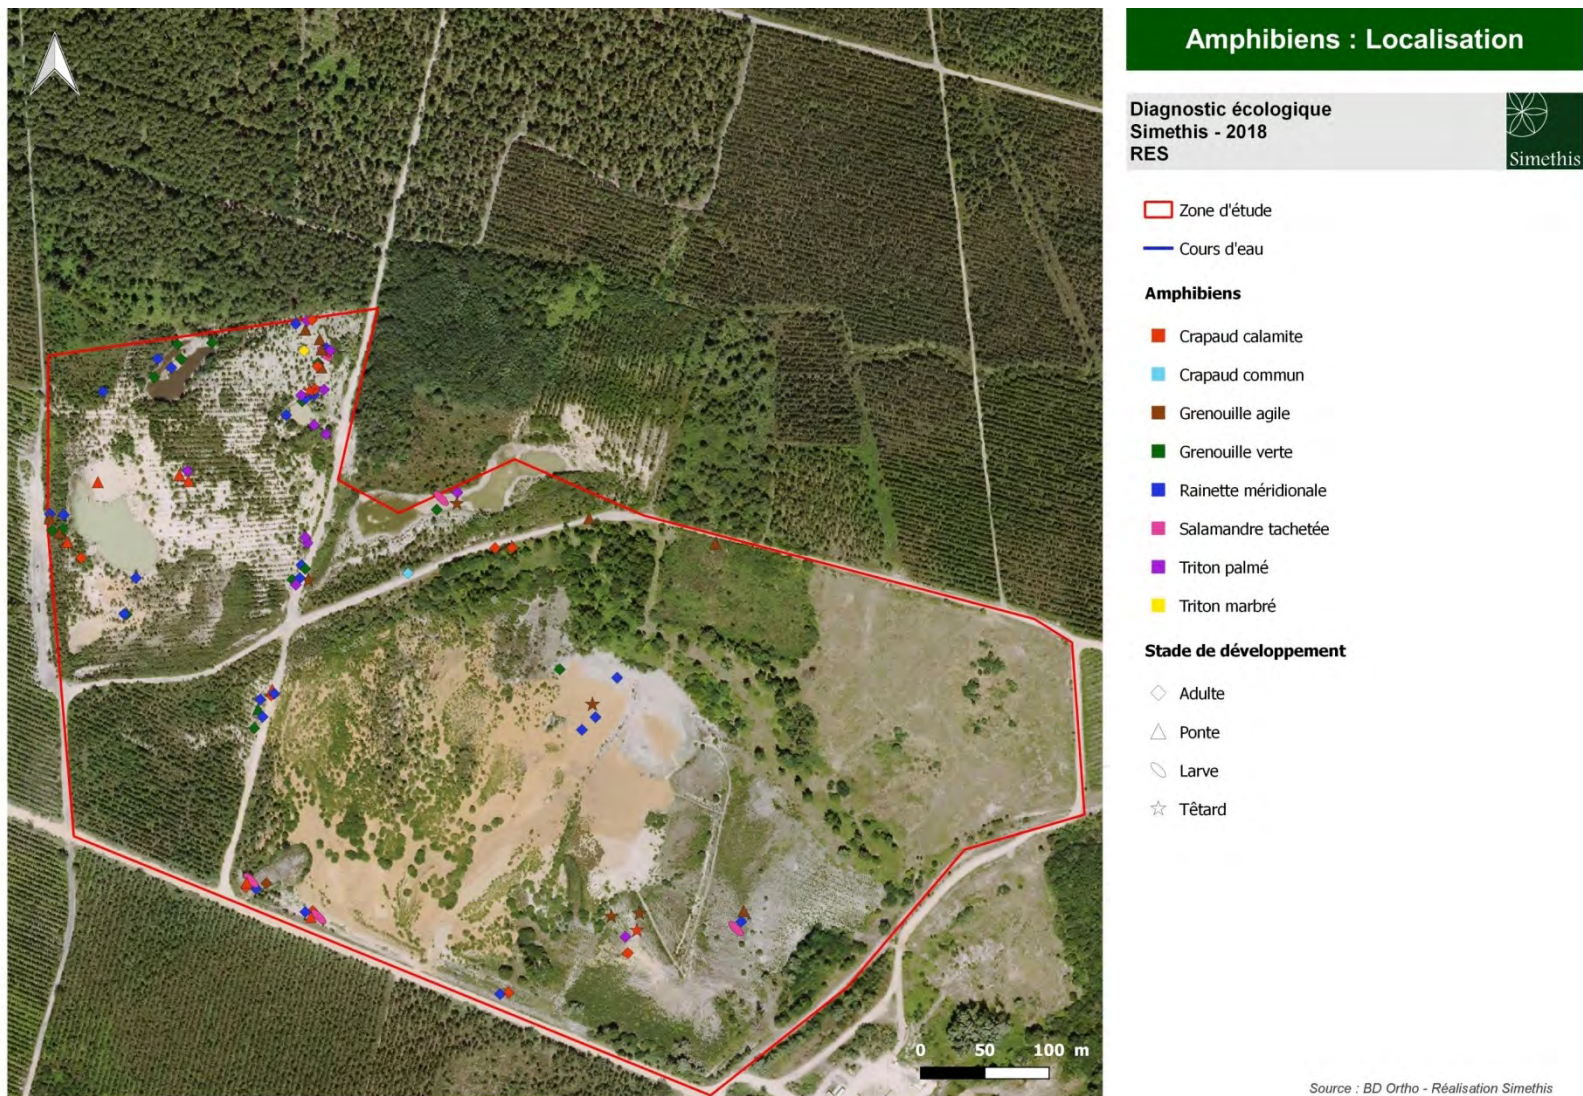 Amphibiens : Localisation
Diagnostic écologique
Simethis - 2018
RES
Simethis
Zone d'étude
Cours d'eau
Amphibiens
Crapaud calamite
Crapaud commun
Grenouille agile
Grenouille verte
Rainette méridionale
Salamandre tachetée
Triton palmé
Triton marbré
Stade de développement
Adulte
Ponte
Larve
Têtard
0 50 100 m
Source : BD Ortho - Réalisation Simethis